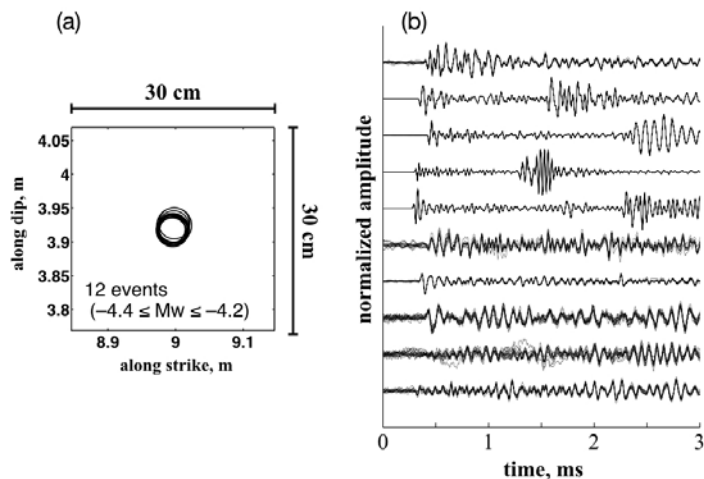 (a)
30 cm
4.05
4
3.95
3.9
3.85
3.8
along dip, m
30 cm
12 events
(−4.4 ≤ Mw ≤ −4.2)
8.9
9
9.1
along strike, m
(b)
normalized amplitude
0
1
2
3
time, ms